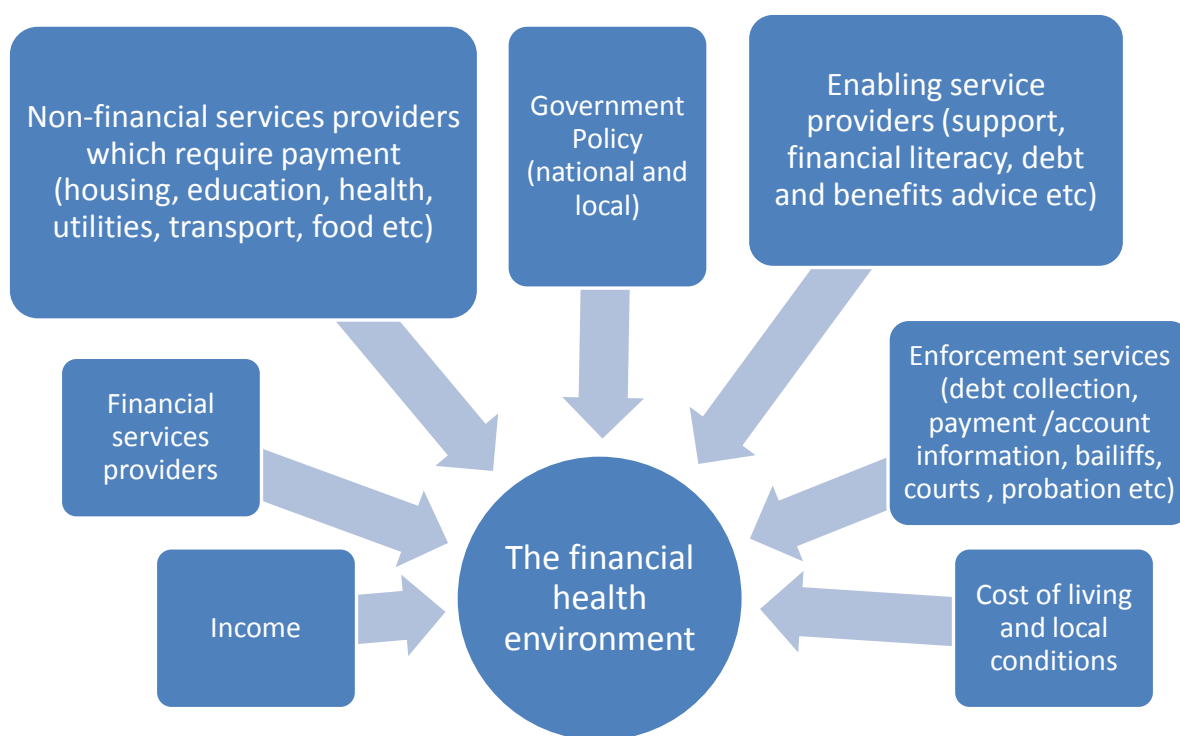 Non-financial services providers
which require payment
(housing, education, health,
utilities, transport, food etc)
Government
Policy
(national and
local)
Enabling service
providers (support,
financial literacy, debt
and benefits advice etc)
Financial
services
providers
Enforcement services
(debt collection,
payment /account
information, bailiffs,
courts , probation etc)
Income
The financial
health
environment
Cost of living
and local
conditions